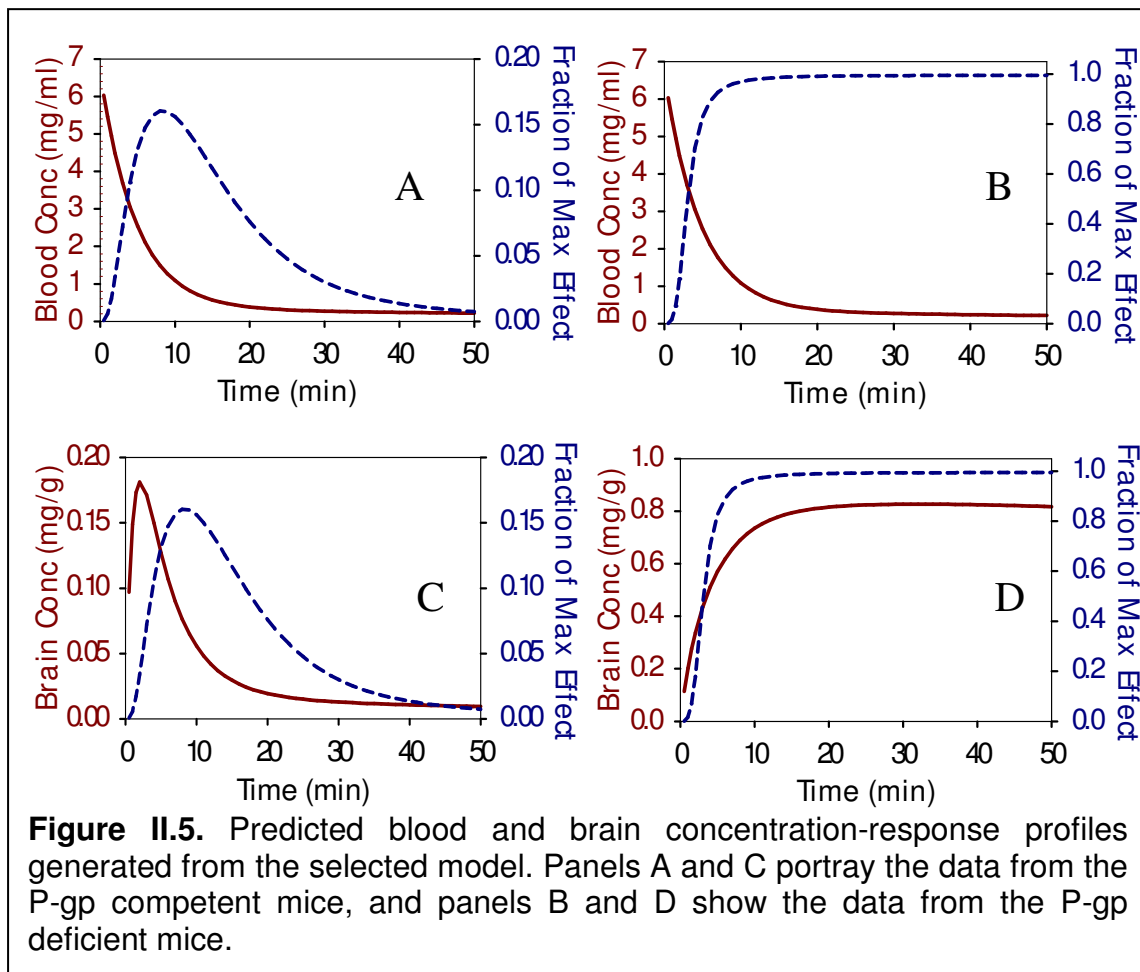 7
6
5
4
3
2
1
0
Blood Conc (mg/ml)
0.20
0.15
0.10
0.05
0.00
Fraction of Max Effect
A
0 10 20 30 40 50
Time (min)
7
6
5
4
3
2
1
0
Blood Conc (mg/ml)
1.0
0.8
0.6
0.4
0.2
0.0
Fraction of Max Effect
B
0 10 20 30 40 50
Time (min)
0.20
0.15
0.10
0.05
0.00
Brain Conc (mg/g)
0.20
0.15
0.10
0.05
0.00
Fraction of Max Effect
C
0 10 20 30 40 50
Time (min)
1.0
0.8
0.6
0.4
0.2
0.0
Brain Conc (mg/g)
1.0
0.8
0.6
0.4
0.2
0.0
Fraction of Max Effect
D
0 10 20 30 40 50
Time (min)
Figure II.5. Predicted blood and brain concentration-response profiles
generated from the selected model. Panels A and C portray the data from the
P-gp competent mice, and panels B and D show the data from the P-gp
deficient mice.